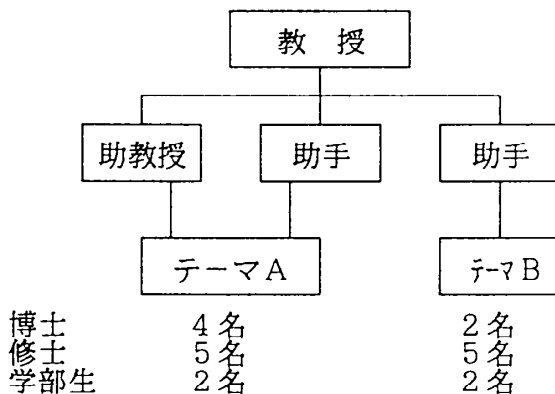 教 授
助教授 助手 助手
テーマA テーマB
博士 4名 2名
修士 5名 5名
学部生 2名 2名